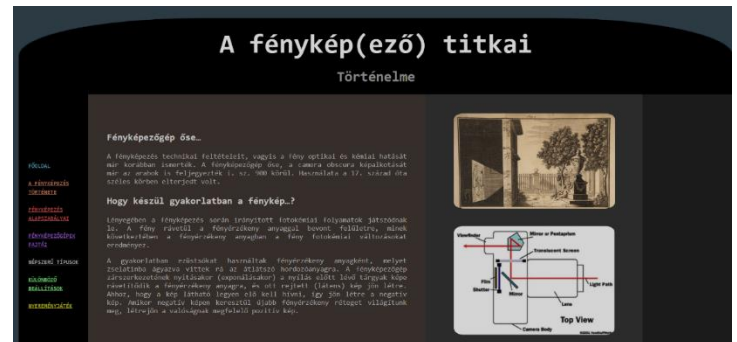 A fénykép(ező) titkai
Történelme
FŐOLDAL
A FÉNYKÉPEZÉS
TÖRTÉNETE
FÉNYKÉPEZÉS
ALAPSZABÁLYAI
FÉNYKÉPEZŐGÉPEK
FAJTÁI
NÉPSZERŰ TÍPUSOK
KÜLÖNBÖZŐ
BEÁLLÍTÁSOK
NYEREMÉNYJÁTÉK
Fényképezőgép őse…
A fényképezés technikai feltételeit, vagyis a fény optikai és kémiai hatását
már korábban ismerték. A fényképezőgép őse, a camera obscura képalkotását
már az arabok is feljegyezték i. sz. 900 körül. Használata a 17. század óta
széles körben elterjedt volt.
Hogy készül gyakorlatban a fénykép…?
Lényegében a fényképezés során irányított fotokémiai folyamatok játszódnak
le. A fény rávetül a fényérzékeny anyaggal bevont felületre, minek
következtében a fényérzékeny anyagban a fény fotokémiai változásokat
eredményez.
A gyakorlatban ezüstsókat használtak fényérzékeny anyagként, melyet
zselatinba ágyazva vittek rá az átlátszó hordozóanyagra. A fényképezőgép
zárszerkezetének nyitásakor (exponálásakor) a nyílás előtt lévő tárgyak képe
rávetítődik a fényérzékeny anyagra, és ott rejtett (látens) kép jön létre.
Ahhoz, hogy a kép látható legyen elő kell hívni, így jön létre a negatív
kép. Amikor negatív képen keresztül újabb fényérzékeny réteget világítunk
meg, létrejön a valóságnak megfelelő pozitív kép.
Viewfinder
Mirror or Pentaprism
Translucent Screen
Film
Shutter
Mirror
Light Path
Lens
Top View
Camera Body